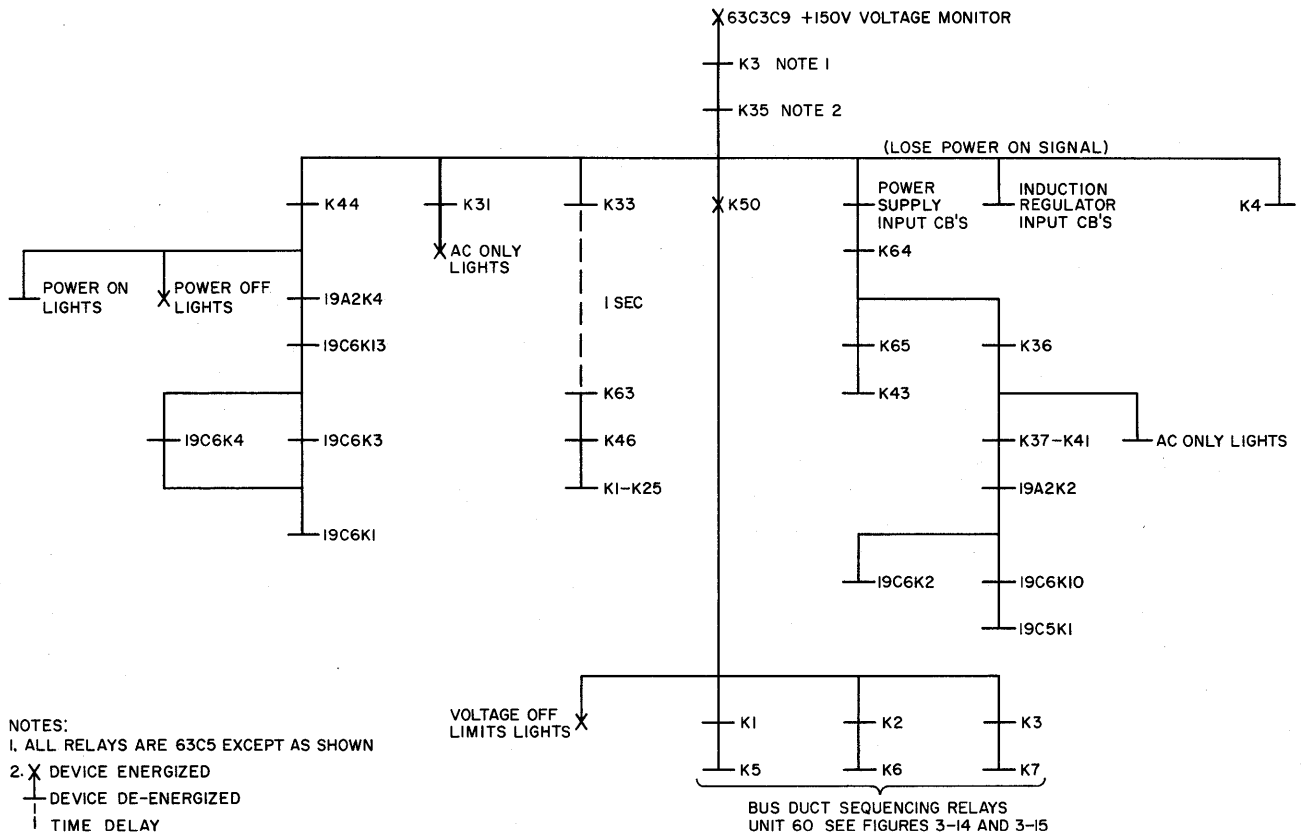 63C3C9 +150V VOLTAGE MONITOR
K3 NOTE 1
K35 NOTE 2
(LOSE POWER ON SIGNAL)
K44
K31
K33
K50
POWER
SUPPLY
INPUT CB'S
INDUCTION
REGULATOR
INPUT CB'S
K4
AC ONLY
LIGHTS
K64
POWER ON
LIGHTS
POWER OFF
LIGHTS
19A2K4
1 SEC
19C6K13
K65
K36
K63
K43
19C6K4
19C6K3
K46
K37-K41
AC ONLY LIGHTS
K1-K25
19A2K2
19C6K1
19C6K2
19C6K10
19C5K1
VOLTAGE OFF
LIMITS LIGHTS
K1
K2
K3
K5
K6
K7
NOTES:
1. ALL RELAYS ARE 63C5 EXCEPT AS SHOWN
2. DEVICE ENERGIZED
DEVICE DE-ENERGIZED
TIME DELAY
BUS DUCT SEQUENCING RELAYS
UNIT 60 SEE FIGURES 3-14 AND 3-15